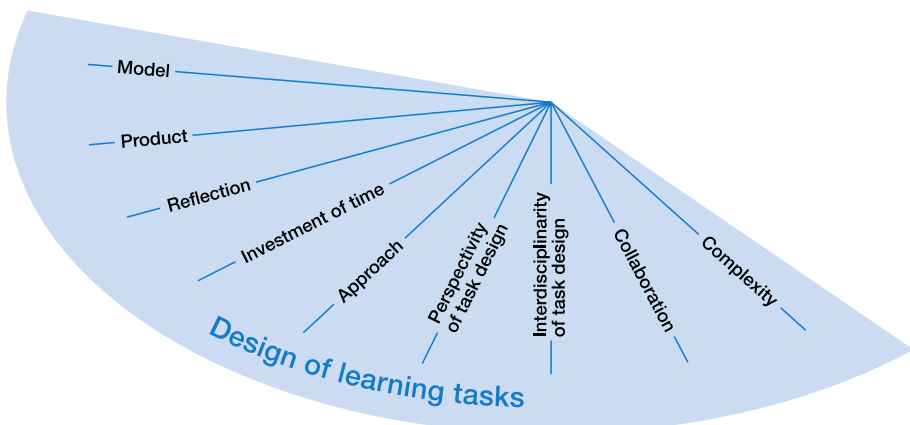 Model
Product
Reflection
Investment of time
Approach
Perspectivity
of task design
Interdisciplinarity
of task design
Collaboration
Complexity
Design of learning tasks